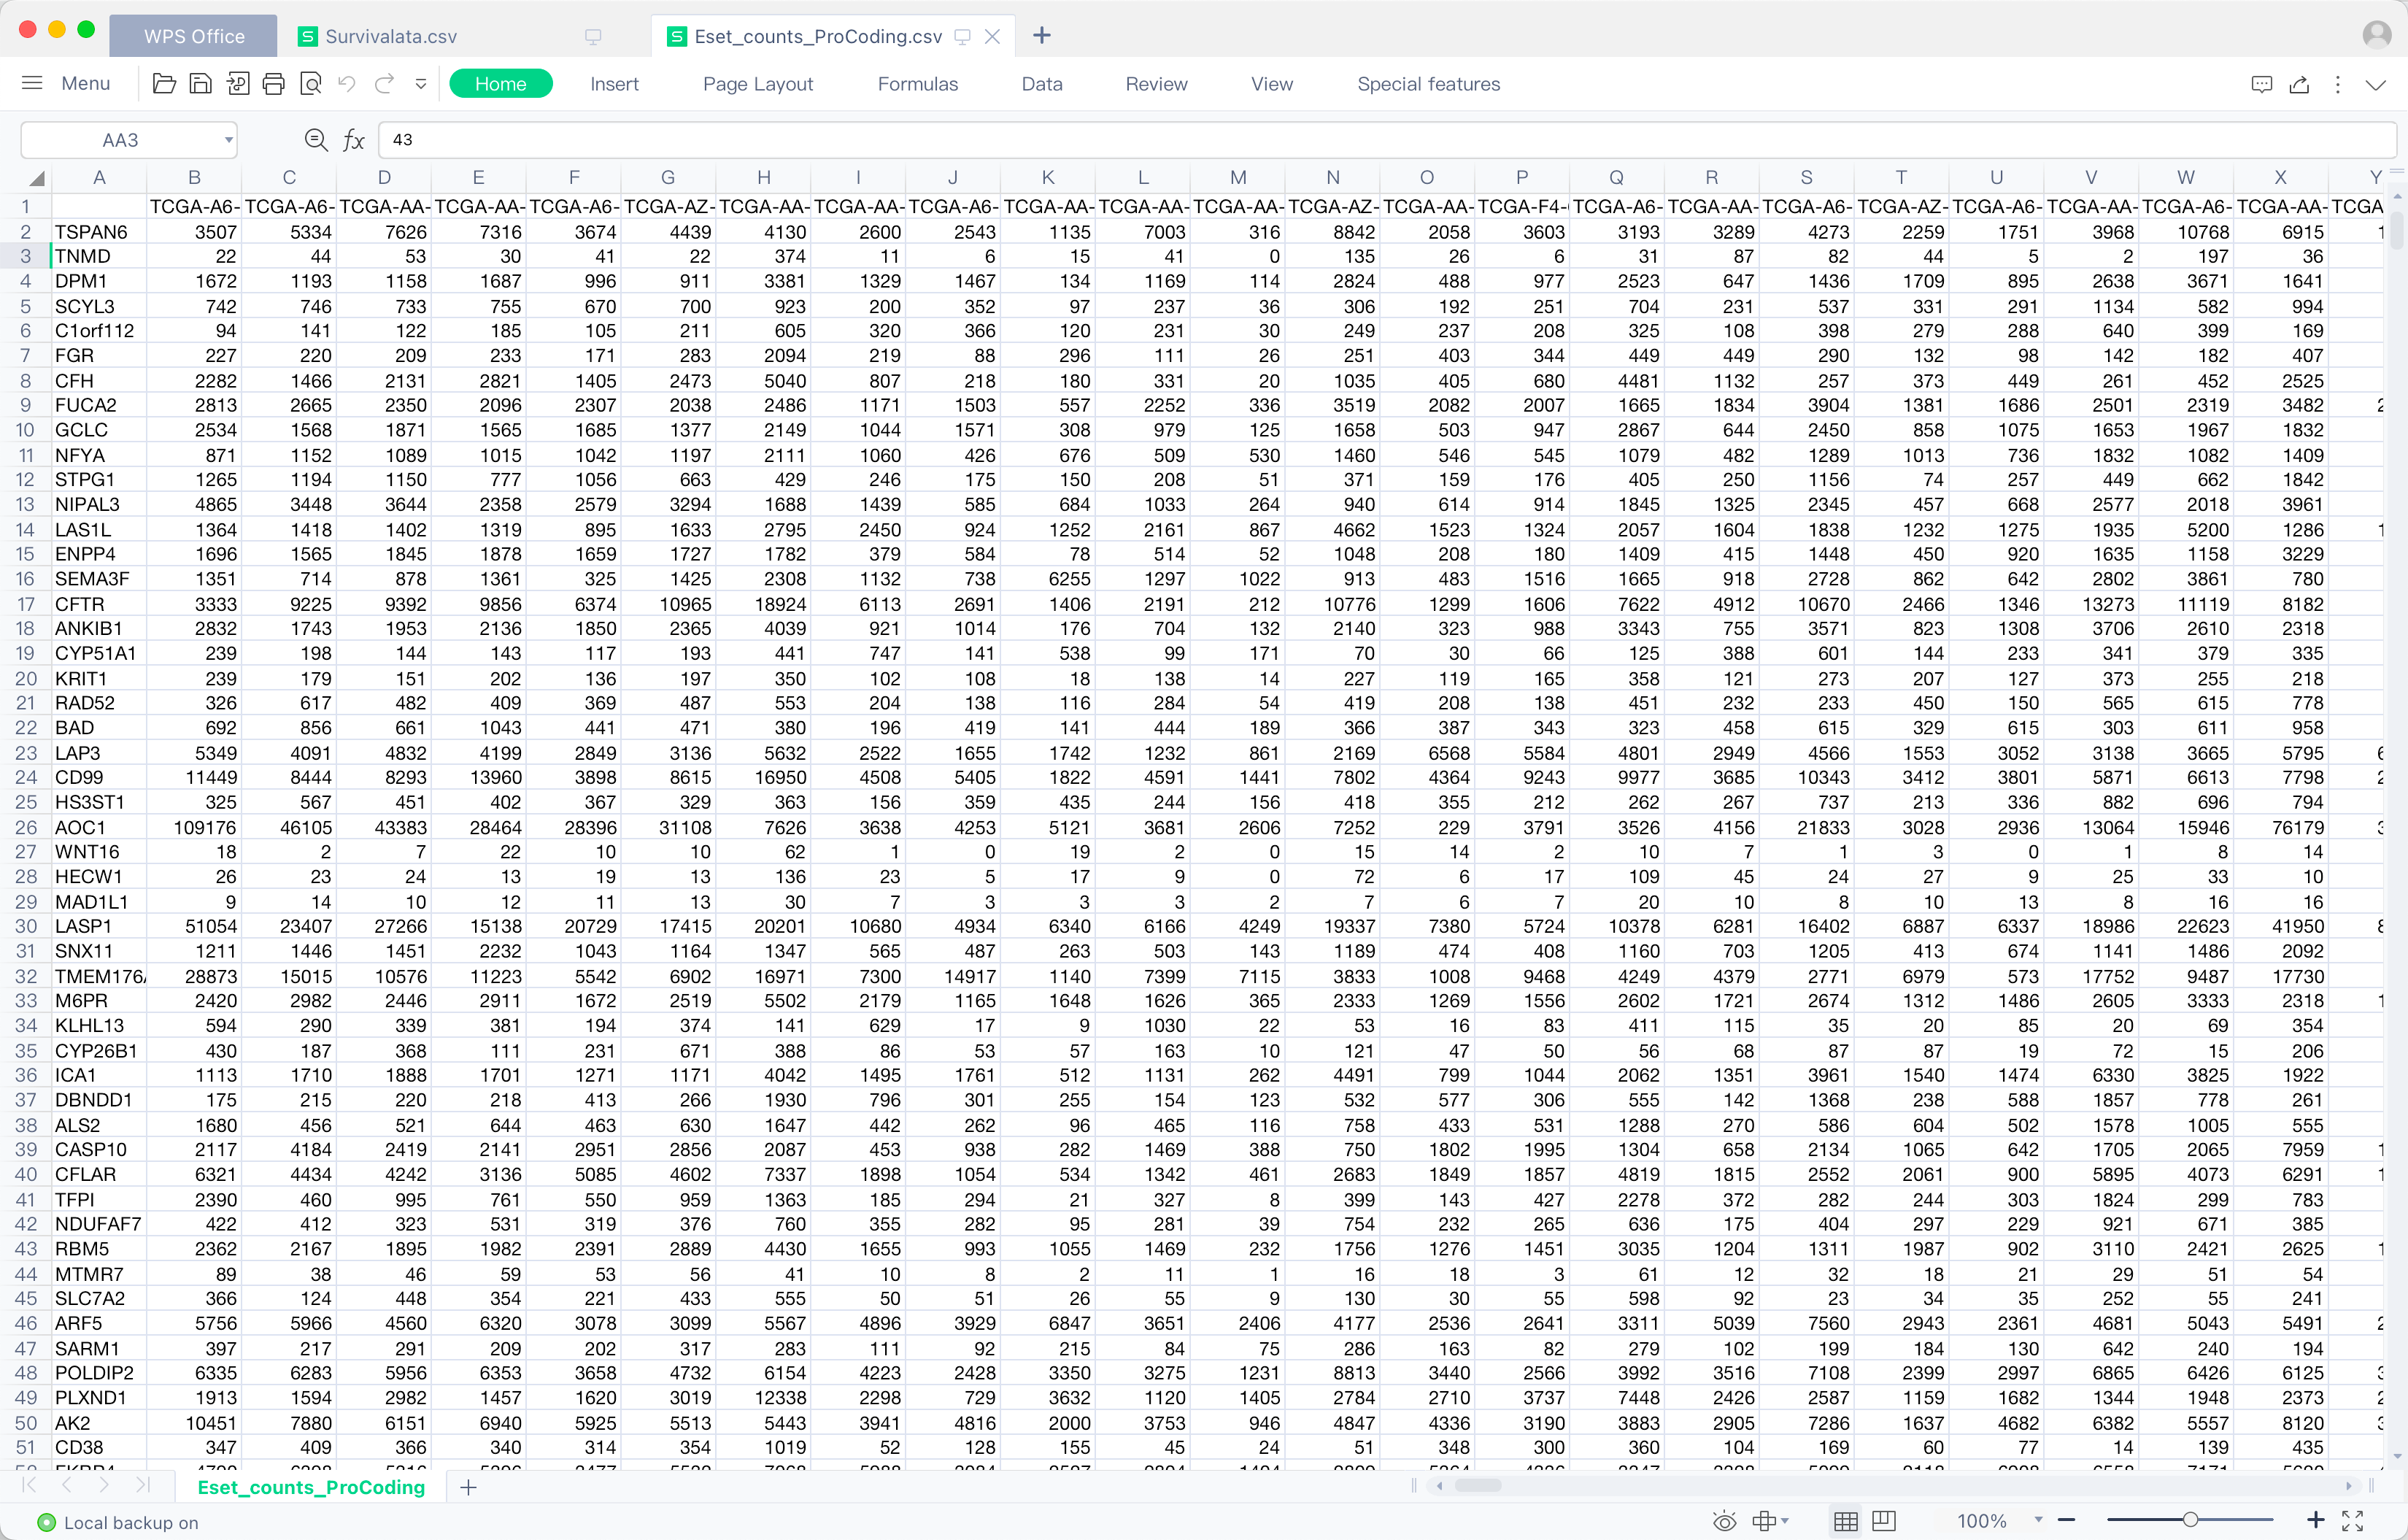 WPS Office Survivalata.csv Eset_counts_ProCoding.csv
Menu Home Insert Page Layout Formulas Data Review View Special features
AA3 fx 43
A B C D E F G H I J K L M N O P Q R S T U V W X Y
1 TCGA-A6- TCGA-A6- TCGA-AA- TCGA-AA- TCGA-A6- TCGA-AZ- TCGA-AA- TCGA-AA- TCGA-A6- TCGA-AA- TCGA-AA- TCGA-AA- TCGA-AZ- TCGA-AA- TCGA-F4- TCGA-A6- TCGA-AA- TCGA-A6- TCGA-AZ- TCGA-A6- TCGA-AA- TCGA-A6- TCGA-AA- TCGA
2 TSPAN6 3507 5334 7626 7316 3674 4439 4130 2600 2543 1135 7003 316 8842 2058 3603 3193 3289 4273 2259 1751 3968 10768 6915
3 TNMD 22 44 53 30 41 22 374 11 6 15 41 0 135 26 6 31 87 82 44 5 2 197 36
4 DPM1 1672 1193 1158 1687 996 911 3381 1329 1467 134 1169 114 2824 488 977 2523 647 1436 1709 895 2638 3671 1641
5 SCYL3 742 746 733 755 670 700 923 200 352 97 237 36 306 192 251 704 231 537 331 291 1134 582 994
6 C1orf112 94 141 122 185 105 211 605 320 366 120 231 30 249 237 208 325 108 398 279 288 640 399 169
7 FGR 227 220 209 233 171 283 2094 219 88 296 111 26 251 403 344 449 449 290 132 98 142 182 407
8 CFH 2282 1466 2131 2821 1405 2473 5040 807 218 180 331 20 1035 405 680 4481 1132 257 373 449 261 452 2525
9 FUCA2 2813 2665 2350 2096 2307 2038 2486 1171 1503 557 2252 336 3519 2082 2007 1665 1834 3904 1381 1686 2501 2319 3482
10 GCLC 2534 1568 1871 1565 1685 1377 2149 1044 1571 308 979 125 1658 503 947 2867 644 2450 858 1075 1653 1967 1832
11 NFYA 871 1152 1089 1015 1042 1197 2111 1060 426 676 509 530 1460 546 545 1079 482 1289 1013 736 1832 1082 1409
12 STPG1 1265 1194 1150 777 1056 663 429 246 175 150 208 51 371 159 176 405 250 1156 74 257 449 662 1842
13 NIPAL3 4865 3448 3644 2358 2579 3294 1688 1439 585 684 1033 264 940 614 914 1845 1325 2345 457 668 2577 2018 3961
14 LAS1L 1364 1418 1402 1319 895 1633 2795 2450 924 1252 2161 867 4662 1523 1324 2057 1604 1838 1232 1275 1935 5200 1286
15 ENPP4 1696 1565 1845 1878 1659 1727 1782 379 584 78 514 52 1048 208 180 1409 415 1448 450 920 1635 1158 3229
16 SEMA3F 1351 714 878 1361 325 1425 2308 1132 738 6255 1297 1022 913 483 1516 1665 918 2728 862 642 2802 3861 780
17 CFTR 3333 9225 9392 9856 6374 10965 18924 6113 2691 1406 2191 212 10776 1299 1606 7622 4912 10670 2466 1346 13273 11119 8182
18 ANKIB1 2832 1743 1953 2136 1850 2365 4039 921 1014 176 704 132 2140 323 988 3343 755 3571 823 1308 3706 2610 2318
19 CYP51A1 239 198 144 143 117 193 441 747 141 538 99 171 70 30 66 125 388 601 144 233 341 379 335
20 KRIT1 239 179 151 202 136 197 350 102 108 18 138 14 227 119 165 358 121 273 207 127 373 255 218
21 RAD52 326 617 482 409 369 487 553 204 138 116 284 54 419 208 138 451 232 233 450 150 565 615 778
22 BAD 692 856 661 1043 441 471 380 196 419 141 444 189 366 387 343 323 458 615 329 615 303 611 958
23 LAP3 5349 4091 4832 4199 2849 3136 5632 2522 1655 1742 1232 861 2169 6568 5584 4801 2949 4566 1553 3052 3138 3665 5795
24 CD99 11449 8444 8293 13960 3898 8615 16950 4508 5405 1822 4591 1441 7802 4364 9243 9977 3685 10343 3412 3801 5871 6613 7798
25 HS3ST1 325 567 451 402 367 329 363 156 359 435 244 156 418 355 212 262 267 737 213 336 882 696 794
26 AOC1 109176 46105 43383 28464 28396 31108 7626 3638 4253 5121 3681 2606 7252 229 3791 3526 4156 21833 3028 2936 13064 15946 76179
27 WNT16 18 2 7 22 10 10 62 1 0 19 2 0 15 14 2 10 7 1 3 0 1 8 14
28 HECW1 26 23 24 13 19 13 136 23 5 17 9 0 72 6 17 109 45 24 27 9 25 33 10
29 MAD1L1 9 14 10 12 11 13 30 7 3 3 3 2 7 6 7 20 10 8 10 13 8 16 16
30 LASP1 51054 23407 27266 15138 20729 17415 20201 10680 4934 6340 6166 4249 19337 7380 5724 10378 6281 16402 6887 6337 18986 22623 41950
31 SNX11 1211 1446 1451 2232 1043 1164 1347 565 487 263 503 143 1189 474 408 1160 703 1205 413 674 1141 1486 2092
32 TMEM176 28873 15015 10576 11223 5542 6902 16971 7300 14917 1140 7399 7115 3833 1008 9468 4249 4379 2771 6979 573 17752 9487 17730
33 M6PR 2420 2982 2446 2911 1672 2519 5502 2179 1165 1648 1626 365 2333 1269 1556 2602 1721 2674 1312 1486 2605 3333 2318
34 KLHL13 594 290 339 381 194 374 141 629 17 9 1030 22 53 16 83 411 115 35 20 85 20 69 354
35 CYP26B1 430 187 368 111 231 671 388 86 53 57 163 10 121 47 50 56 68 87 87 19 72 15 206
36 ICA1 1113 1710 1888 1701 1271 1171 4042 1495 1761 512 1131 262 4491 799 1044 2062 1351 3961 1540 1474 6330 3825 1922
37 DBNDD1 175 215 220 218 413 266 1930 796 301 255 154 123 532 577 306 555 142 1368 238 588 1857 778 261
38 ALS2 1680 456 521 644 463 630 1647 442 262 96 465 116 758 433 531 1288 270 586 604 502 1578 1005 555
39 CASP10 2117 4184 2419 2141 2951 2856 2087 453 938 282 1469 388 750 1802 1995 1304 658 2134 1065 642 1705 2065 7959
40 CFLAR 6321 4434 4242 3136 5085 4602 7337 1898 1054 534 1342 461 2683 1849 1857 4819 1815 2552 2061 900 5895 4073 6291
41 TFPI 2390 460 995 761 550 959 1363 185 294 21 327 8 399 143 427 2278 372 282 244 303 1824 299 783
42 NDUFAF7 422 412 323 531 319 376 760 355 282 95 281 39 754 232 265 636 175 404 297 229 921 671 385
43 RBM5 2362 2167 1895 1982 2391 2889 4430 1655 993 1055 1469 232 1756 1276 1451 3035 1204 1311 1987 902 3110 2421 2625
44 MTMR7 89 38 46 59 53 56 41 10 8 2 11 1 16 18 3 61 12 32 18 21 29 51 54
45 SLC7A2 366 124 448 354 221 433 555 50 51 26 55 9 130 30 55 598 92 23 34 35 252 55 241
46 ARF5 5756 5966 4560 6320 3078 3099 5567 4896 3929 6847 3651 2406 4177 2536 2641 3311 5039 7560 2943 2361 4681 5043 5491
47 SARM1 397 217 291 209 202 317 283 111 92 215 84 75 286 163 82 279 102 199 184 130 642 240 194
48 POLDIP2 6335 6283 5956 6353 3658 4732 6154 4223 2428 3350 3275 1231 8813 3440 2566 3992 3516 7108 2399 2997 6865 6426 6125
49 PLXND1 1913 1594 2982 1457 1620 3019 12338 2298 729 3632 1120 1405 2784 2710 3737 7448 2426 2587 1159 1682 1344 1948 2373
50 AK2 10451 7880 6151 6940 5925 5513 5443 3941 4816 2000 3753 946 4847 4336 3190 3883 2905 7286 1637 4682 6382 5557 8120
51 CD38 347 409 366 340 314 354 1019 52 128 155 45 24 51 348 300 360 104 169 60 77 14 139 435
Eset_counts_ProCoding
Local backup on 100%